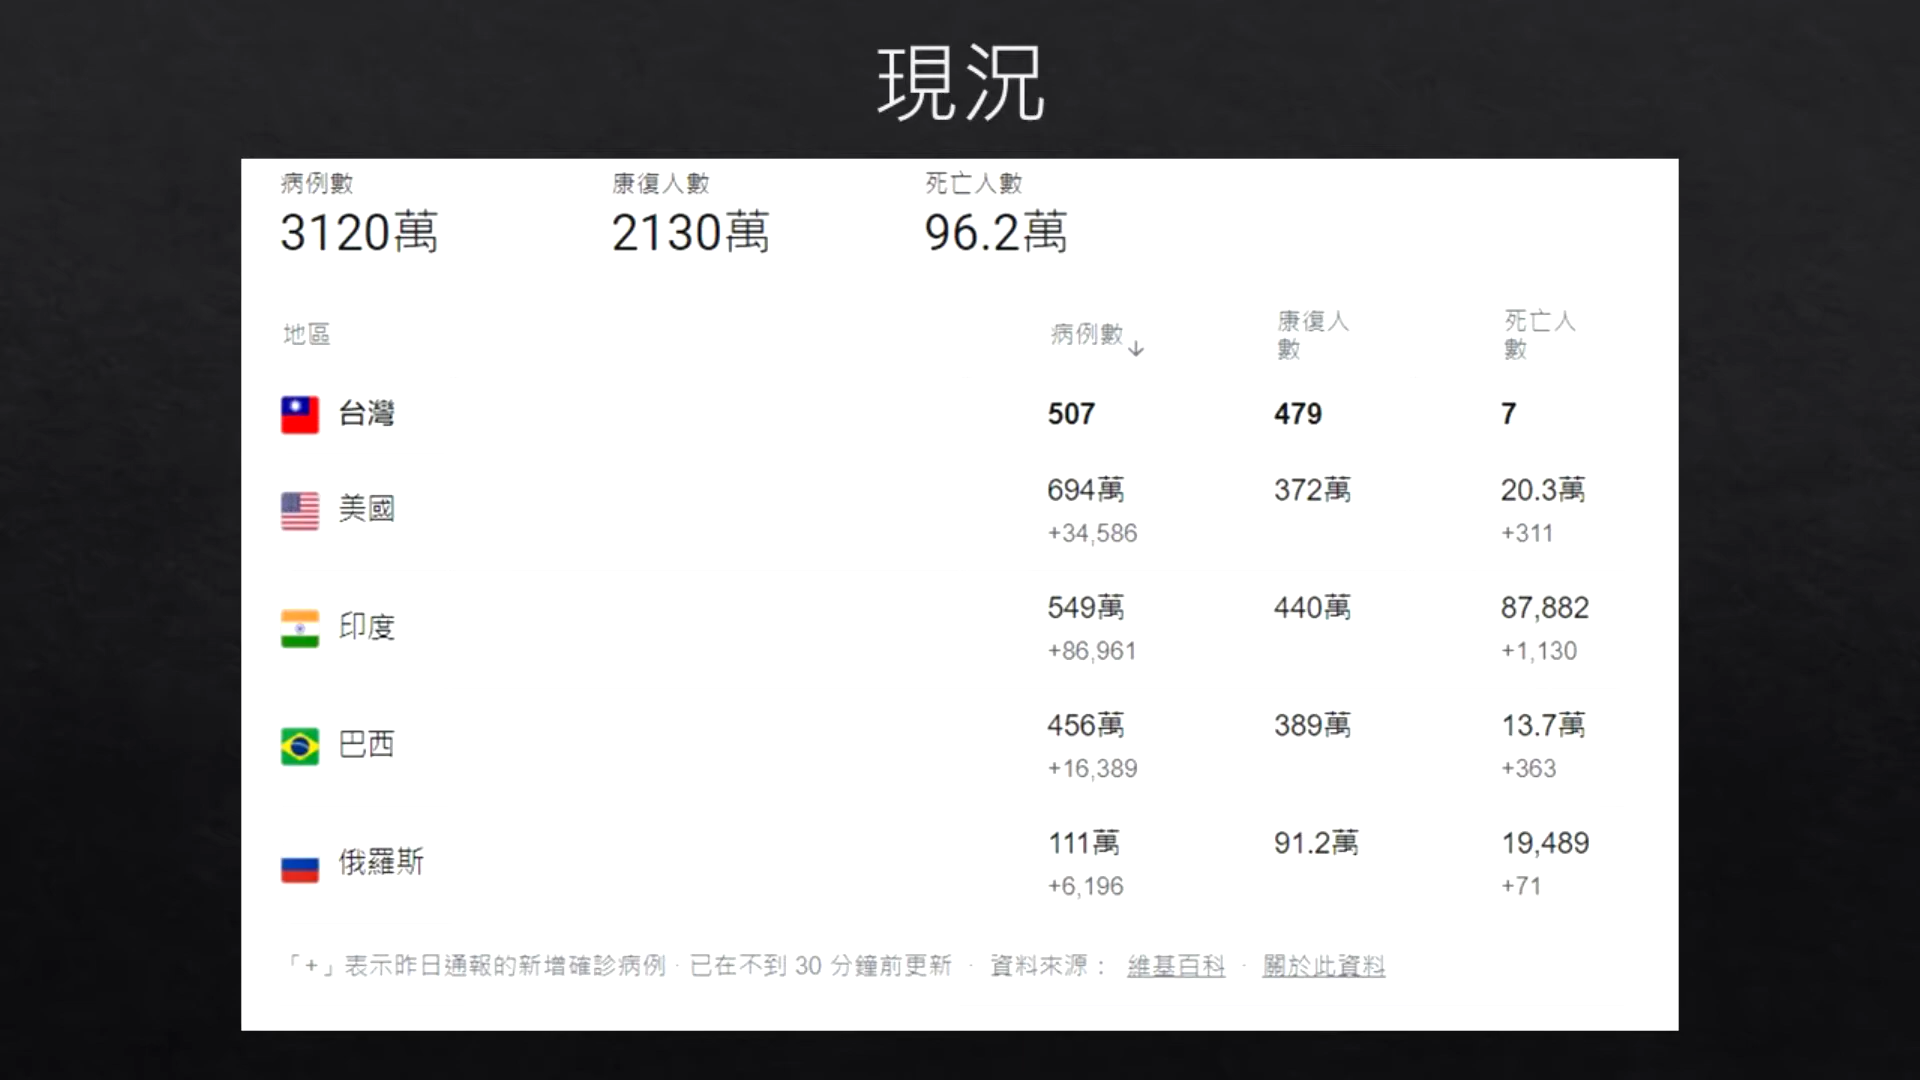 現況
病例數 康復人數 死亡人數
3120萬 2130萬 96.2萬
地區 病例數 康復人數 死亡人數
台灣 507 479 7
美國 694萬 372萬 20.3萬
+34,586 +311
印度 549萬 440萬 87,882
+86,961 +1,130
巴西 456萬 389萬 13.7萬
+16,389 +363
俄羅斯 111萬 91.2萬 19,489
+6,196 +71
「+」表示昨日通報的新增確診病例 · 已在不到 30 分鐘前更新 · 資料來源： 維基百科 · 關於此資料